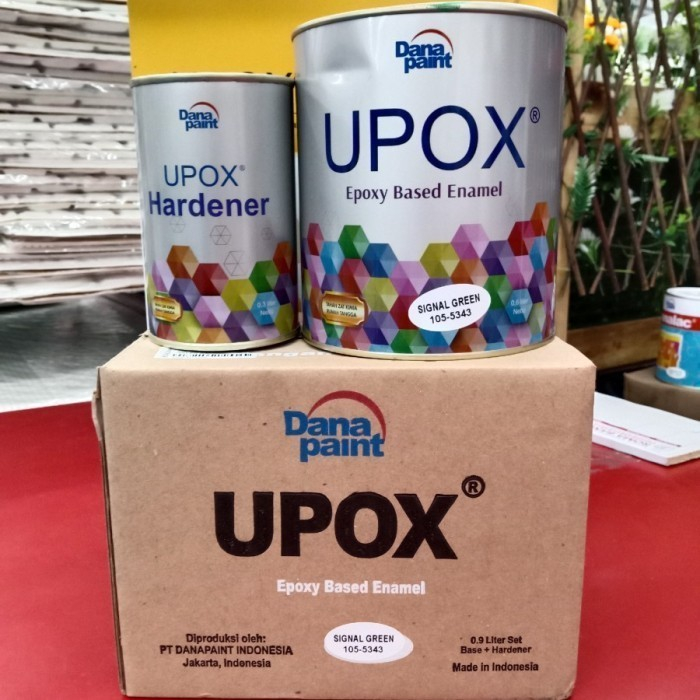 Dana
paint
UPOX®
Hardener
Dana
paint
UPOX®
Epoxy Based Enamel
SIGNAL GREEN
105-5343
Dana
paint
UPOX®
Epoxy Based Enamel
Diproduksi oleh:
PT DANAPAINT INDONESIA
Jakarta, Indonesia
SIGNAL GREEN
105-5343
0.9 Liter Set
Base + Hardener
Made in Indonesia